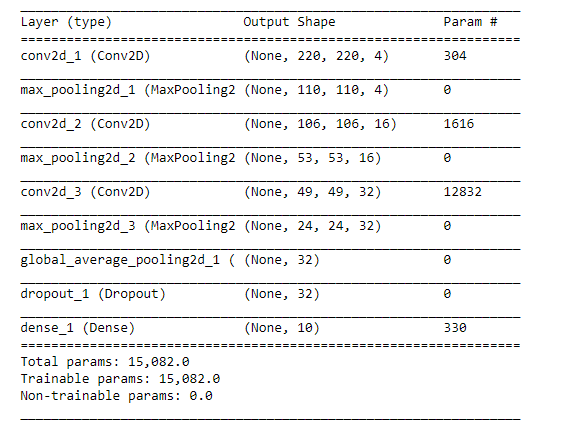 Layer (type)                 Output Shape              Param #
=================================================================
conv2d_1 (Conv2D)            (None, 220, 220, 4)       304
_________________________________________________________________
max_pooling2d_1 (MaxPooling2 (None, 110, 110, 4)       0
_________________________________________________________________
conv2d_2 (Conv2D)            (None, 106, 106, 16)      1616
_________________________________________________________________
max_pooling2d_2 (MaxPooling2 (None, 53, 53, 16)        0
_________________________________________________________________
conv2d_3 (Conv2D)            (None, 49, 49, 32)        12832
_________________________________________________________________
max_pooling2d_3 (MaxPooling2 (None, 24, 24, 32)        0
_________________________________________________________________
global_average_pooling2d_1 ( (None, 32)                0
_________________________________________________________________
dropout_1 (Dropout)          (None, 32)                0
_________________________________________________________________
dense_1 (Dense)              (None, 10)                330
=================================================================
Total params: 15,082.0
Trainable params: 15,082.0
Non-trainable params: 0.0
_________________________________________________________________